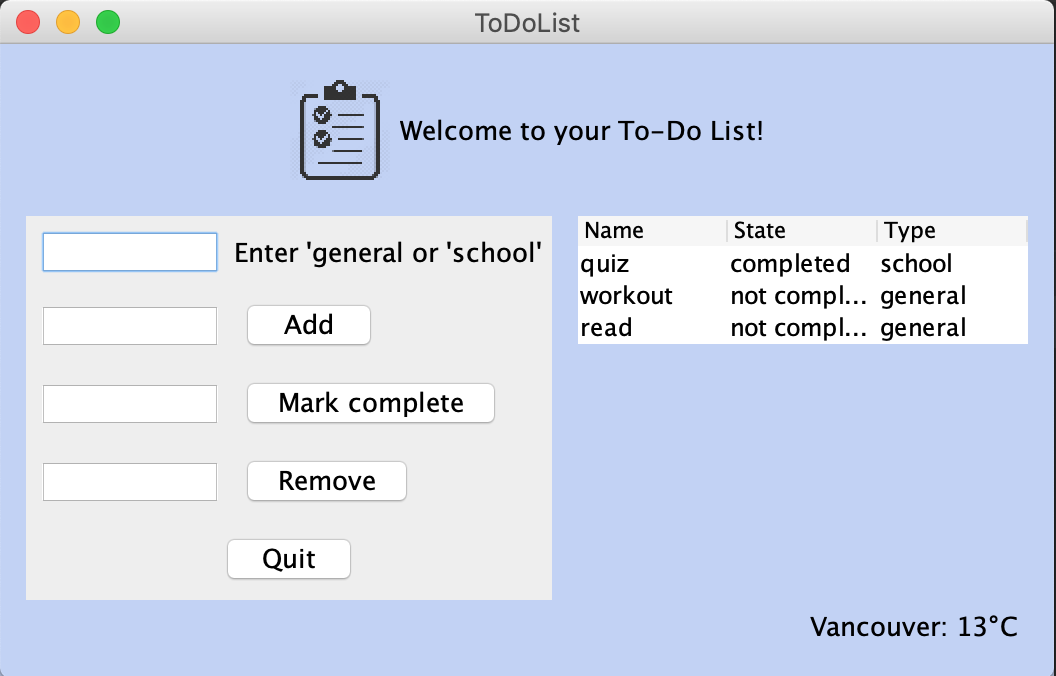 ToDoList
Welcome to your To-Do List!
Enter 'general or 'school'
Add
Mark complete
Remove
Quit
Name State Type
quiz completed school
workout not compl... general
read not compl... general
Vancouver: 13°C